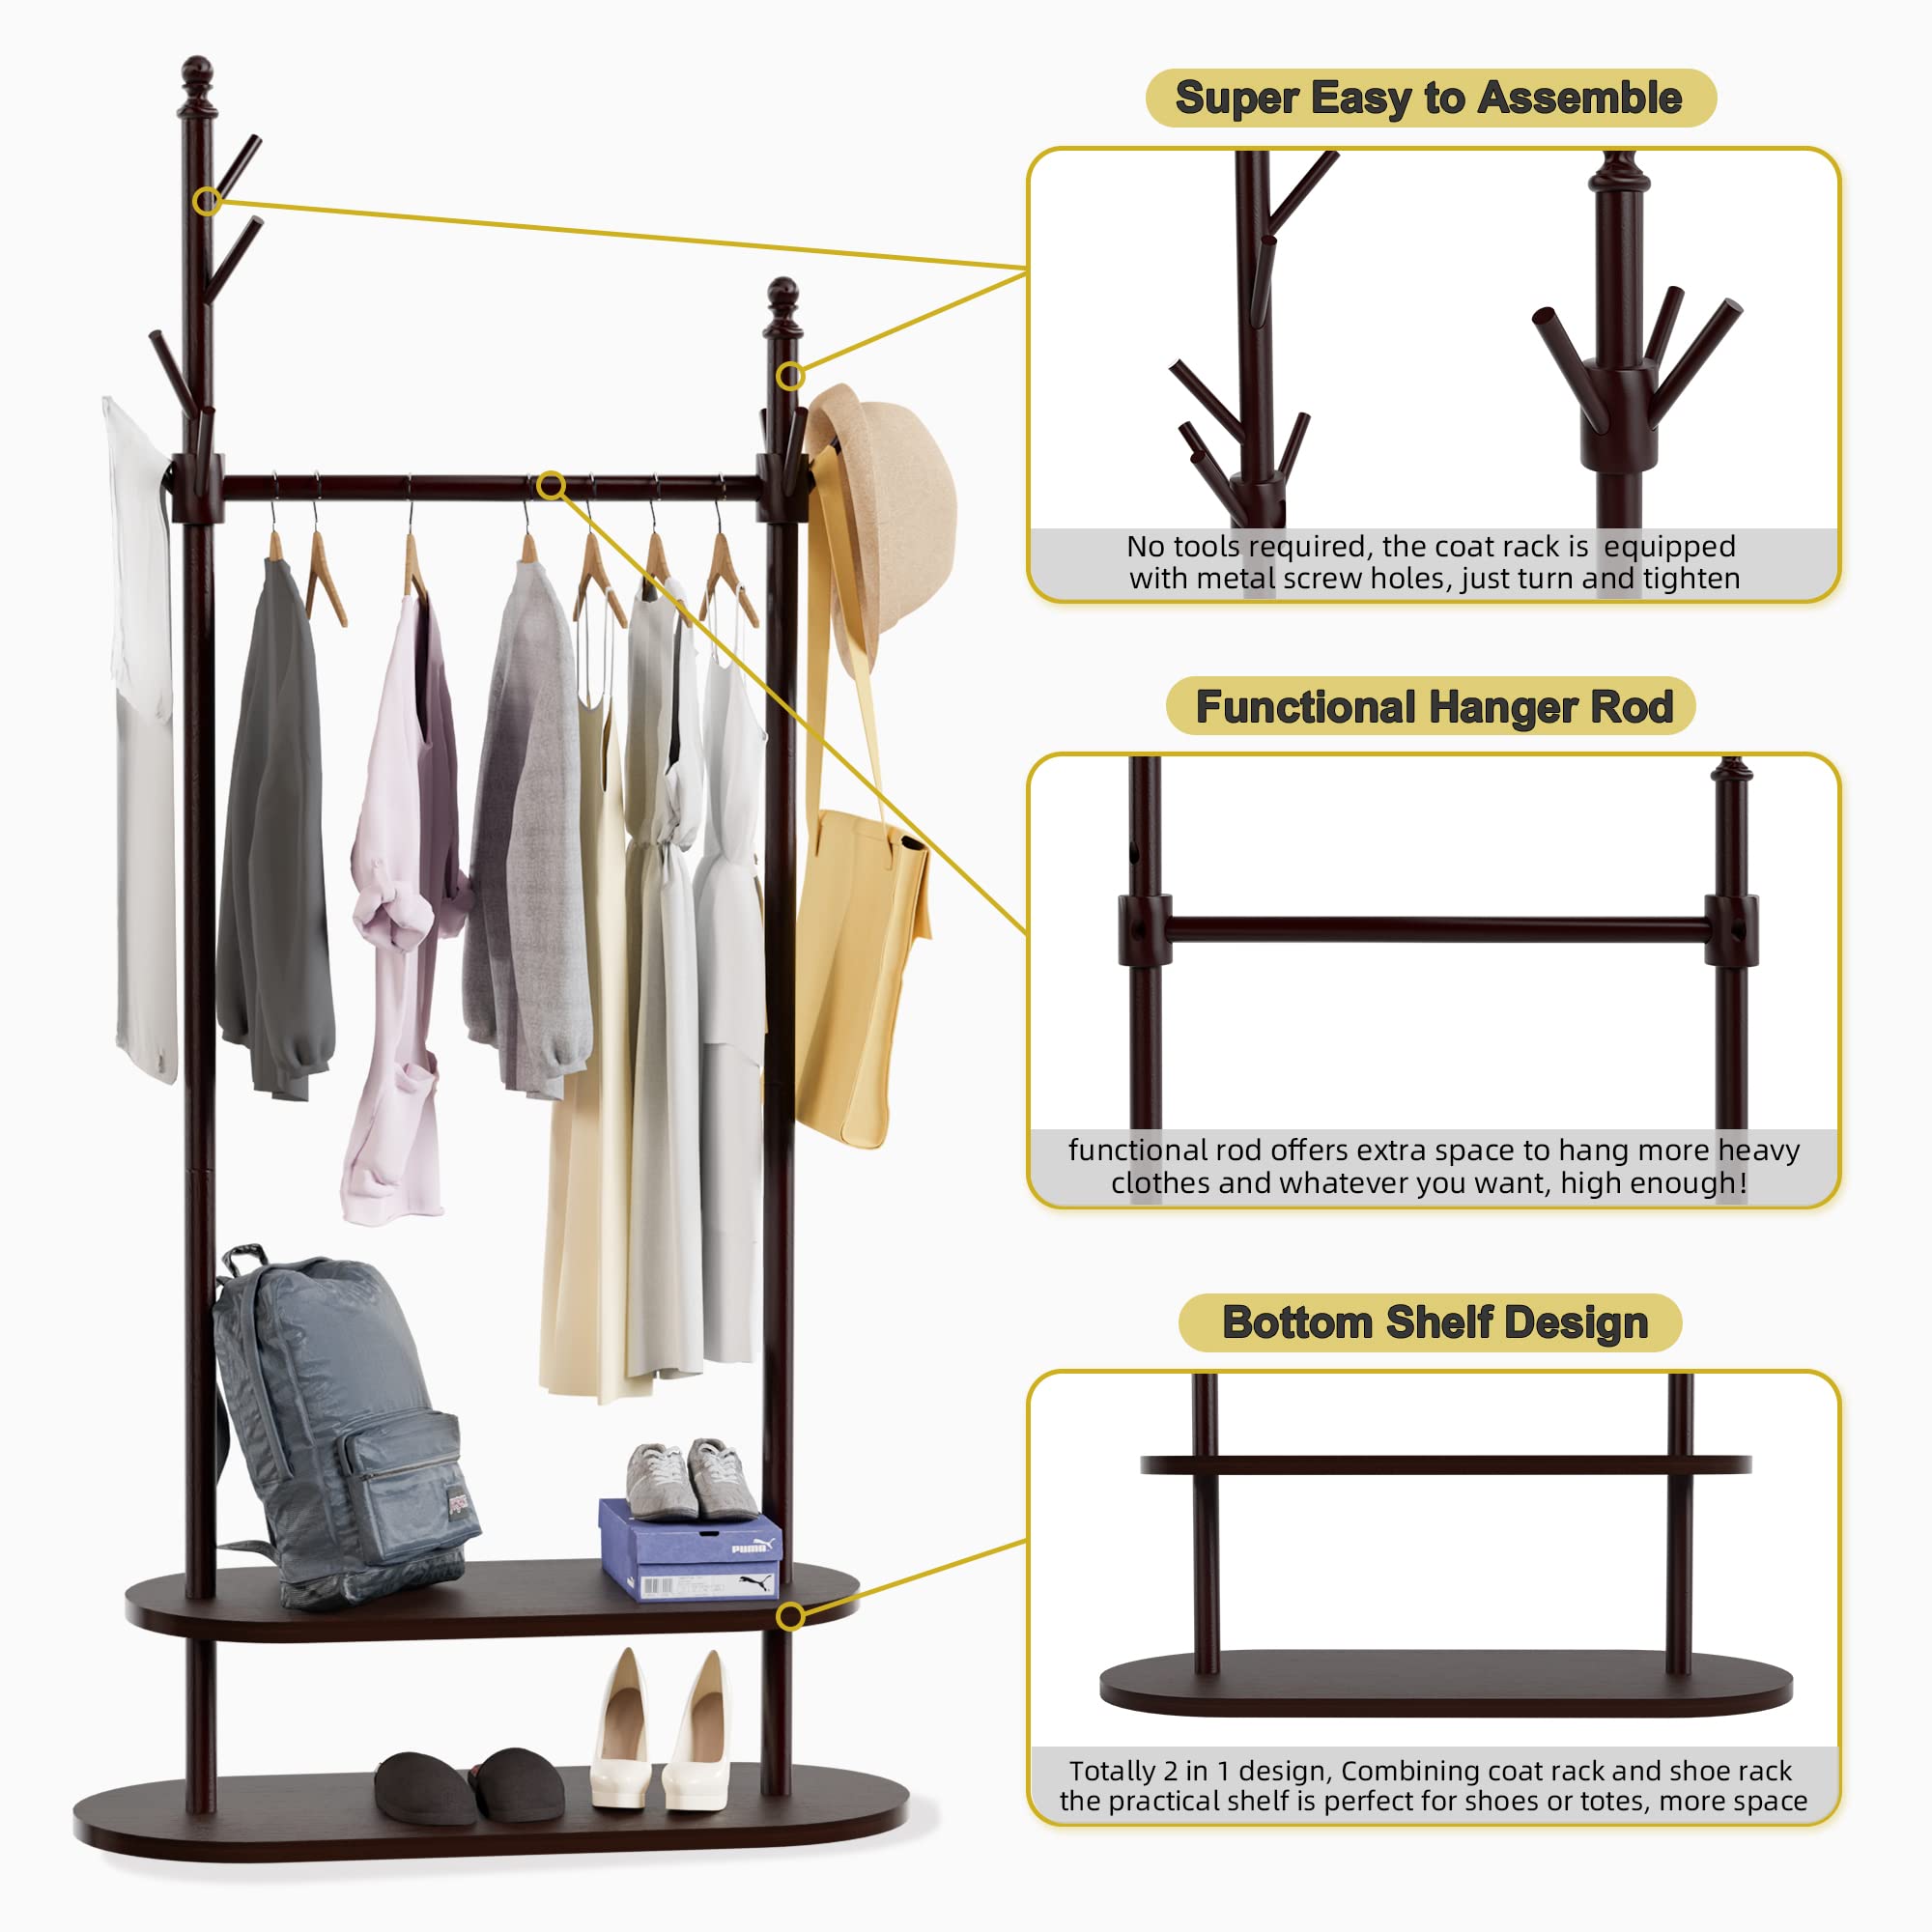 Super Easy to Assemble
No tools required, the coat rack is equipped
with metal screw holes, just turn and tighten
Functional Hanger Rod
functional rod offers extra space to hang more heavy
clothes and whatever you want, high enough!
PUMA
Bottom Shelf Design
Totally 2 in 1 design, Combining coat rack and shoe rack
the practical shelf is perfect for shoes or totes, more space